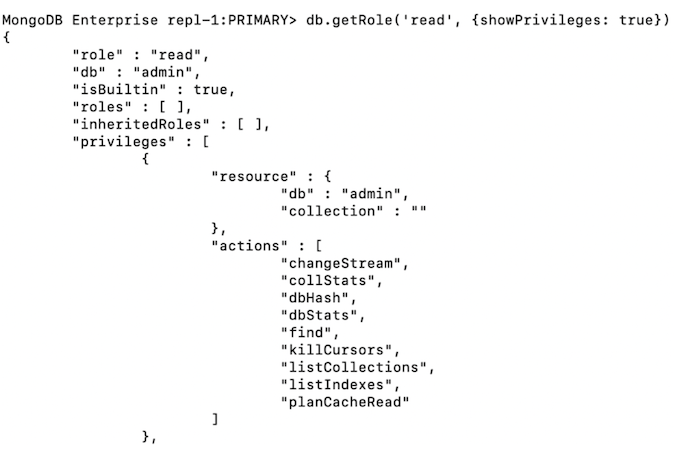 MongoDB Enterprise repl-1:PRIMARY> db.getRole('read', {showPrivileges: true})
{
"role" : "read",
"db" : "admin",
"isBuiltin" : true,
"roles" : [ ],
"inheritedRoles" : [ ],
"privileges" : [
{
"resource" : {
"db" : "admin",
"collection" : ""
},
"actions" : [
"changeStream",
"collStats",
"dbHash",
"dbStats",
"find",
"killCursors",
"listCollections",
"listIndexes",
"planCacheRead"
]
},